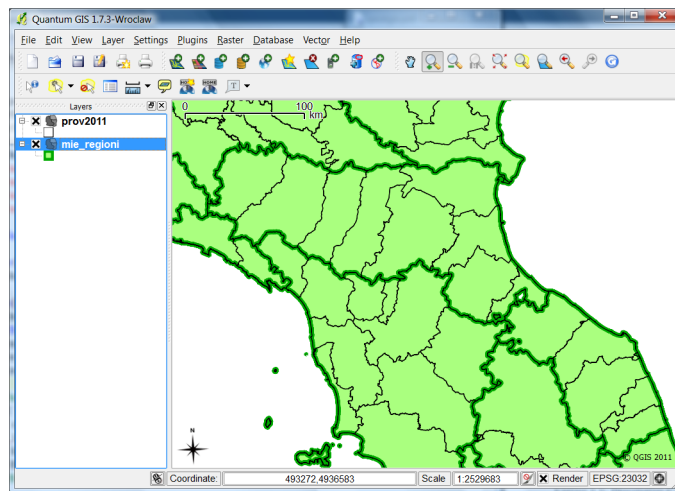 Quantum GIS 1.7.3-Wroclaw
File Edit View Layer Settings Plugins Raster Database Vector Help
T
Layers
prov2011
mie_regioni
0 100
km
N
© QGIS 2011
Coordinate: 493272,4936583 Scale 1:2529683 Render EPSG:23032